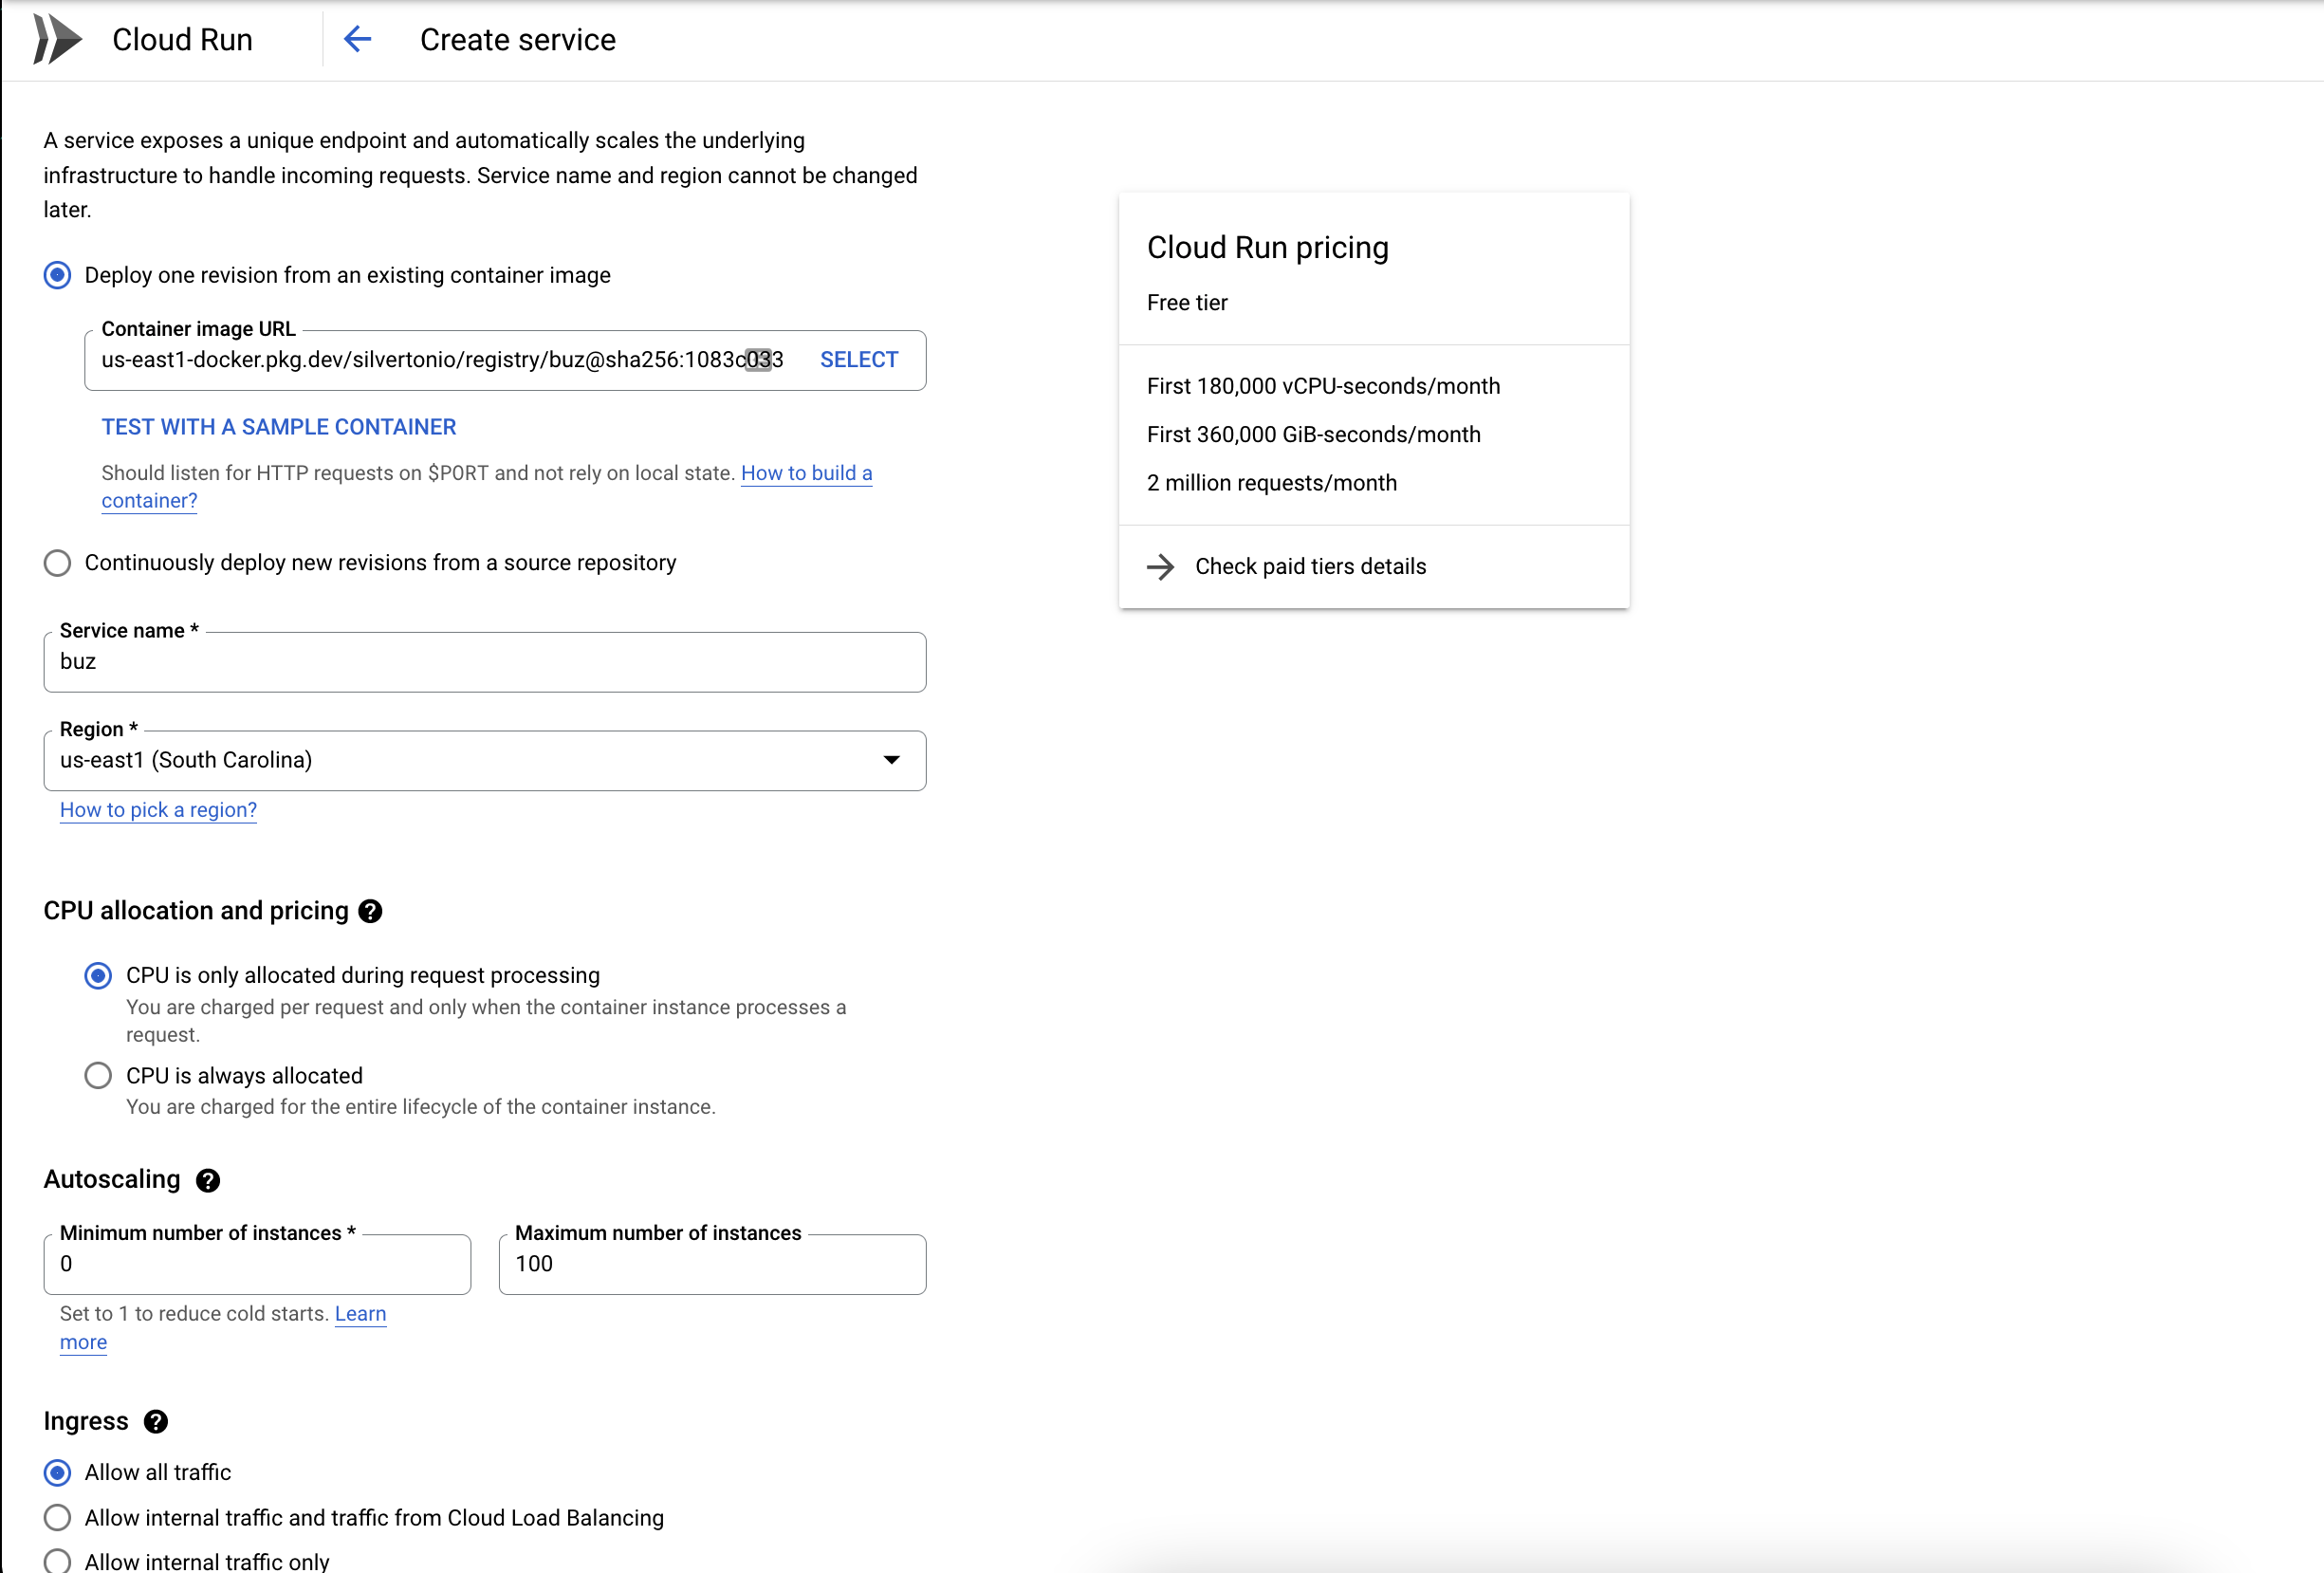 Cloud Run
Create service
A service exposes a unique endpoint and automatically scales the underlying
infrastructure to handle incoming requests. Service name and region cannot be changed
later.
Deploy one revision from an existing container image
Container image URL
us-east1-docker.pkg.dev/silvertonio/registry/buz@sha256:1083c033
SELECT
TEST WITH A SAMPLE CONTAINER
Should listen for HTTP requests on $PORT and not rely on local state. How to build a
container?
Continuously deploy new revisions from a source repository
Service name *
buz
Region *
us-east1 (South Carolina)
How to pick a region?
CPU allocation and pricing
CPU is only allocated during request processing
You are charged per request and only when the container instance processes a
request.
CPU is always allocated
You are charged for the entire lifecycle of the container instance.
Autoscaling
Minimum number of instances *
0
Set to 1 to reduce cold starts. Learn
more
Maximum number of instances
100
Ingress
Allow all traffic
Allow internal traffic and traffic from Cloud Load Balancing
Allow internal traffic only
Cloud Run pricing
Free tier
First 180,000 vCPU-seconds/month
First 360,000 GiB-seconds/month
2 million requests/month
Check paid tiers details